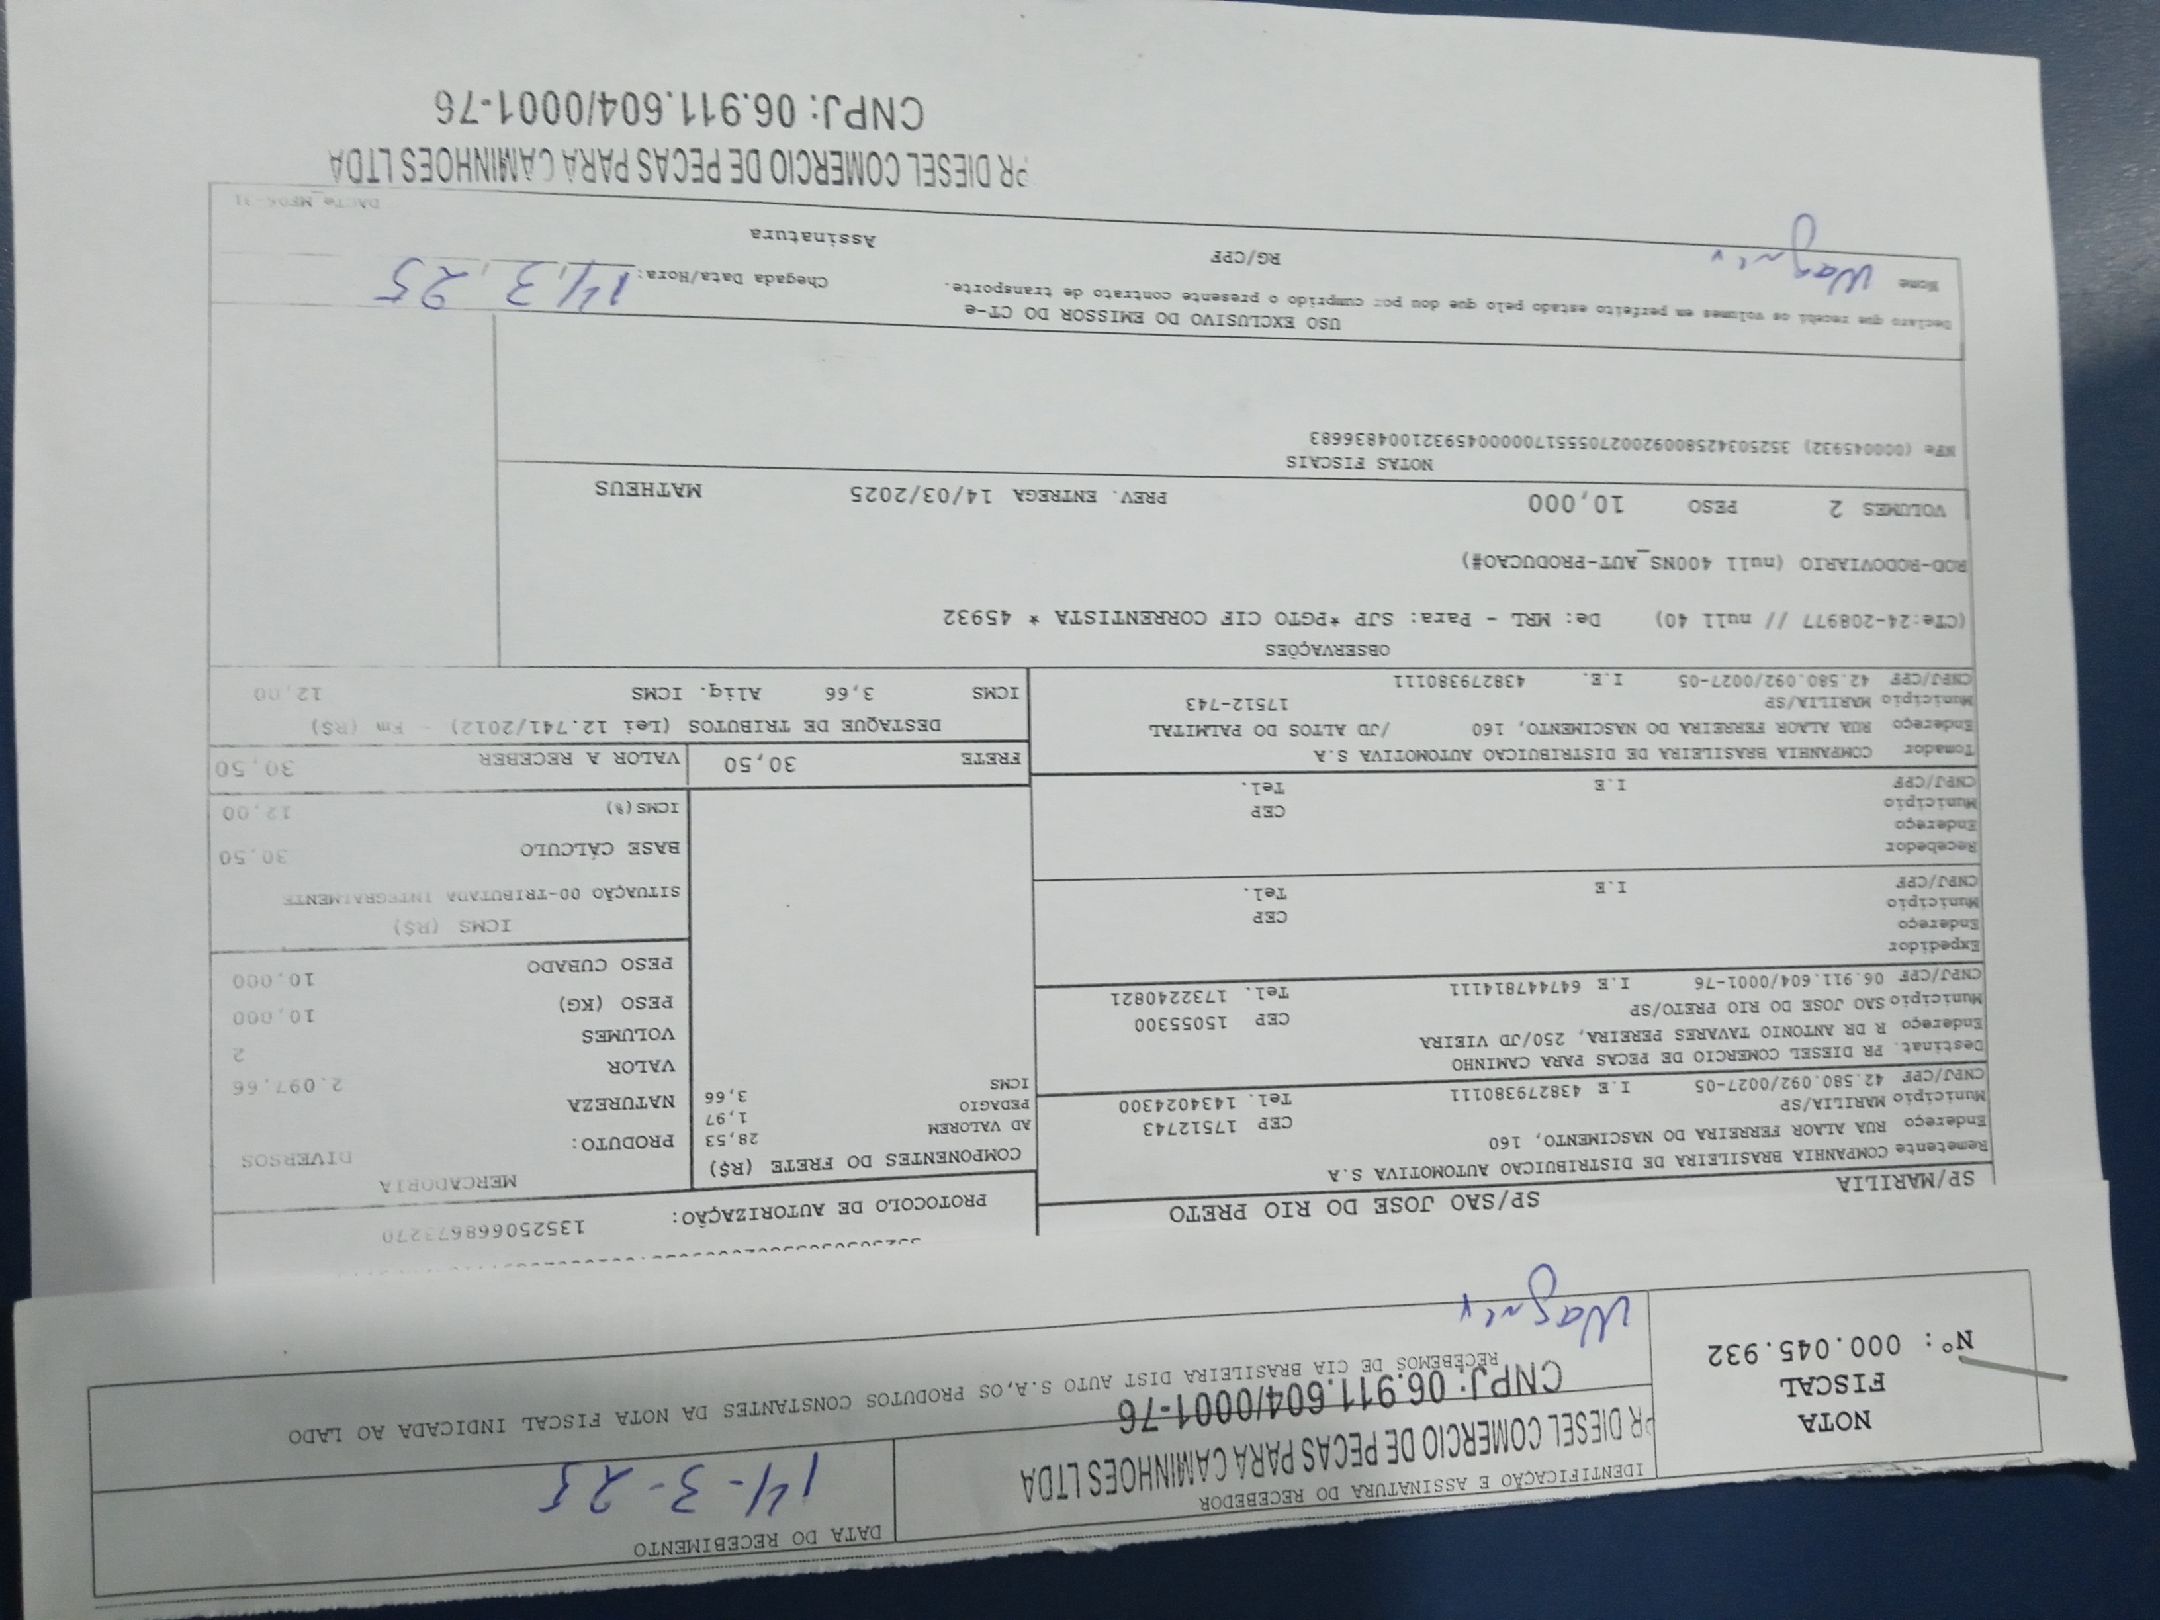 DATA DO RECEBIMENTO
14-3-25
IDENTIFICAÇÃO E ASSINATURA DO RECEBEDOR
PR DIESEL COMERCIO DE PECAS PARA CAMINHOES LTDA
CNPJ: 06.911.604/0001-76
NOTA
FISCAL
Nº: 000.045.932
RECEBEMOS DE CIA BRASILEIRA DIST AUTO S.A,OS PRODUTOS CONSTANTES DA NOTA FISCAL INDICADA AO LADO
Wagner
SP/MARILIA SP/SAO JOSE DO RIO PRETO
PROTOCOLO DE AUTORIZAÇÃO:
Remetente COMPANHIA BRASILEIRA DE DISTRIBUICAO AUTOMOTIVA S.A
Endereço RUA ALAOR FERREIRA DO NASCIMENTO, 160
Município MARILIA/SP CEP 17512743
CNPJ/CPF 42.580.092/0027-05 I.E 438279380111 Tel. 1434024300
Destinat. PR DIESEL COMERCIO DE PECAS PARA CAMINHO
Endereço R DR ANTONIO TAVARES PEREIRA, 250/JD VIEIRA
Município SAO JOSE DO RIO PRETO/SP CEP 15055300
CNPJ/CPF 06.911.604/0001-76 I.E 647447814111 Tel. 1732240821
Expedidor
Endereço
Município CEP
CNPJ/CPF I.E Tel.
Recebedor
Endereço
Município CEP
CNPJ/CPF I.E Tel.
Tomador COMPANHIA BRASILEIRA DE DISTRIBUICAO AUTOMOTIVA S.A
Endereço RUA ALAOR FERREIRA DO NASCIMENTO, 160 /JD ALTOS DO PALMITAL
Município MARILIA/SP 17512-743
CNPJ/CPF 42.580.092/0027-05 I.E. 438279380111
COMPONENTES DO FRETE (R$)
AD VALOREM 28,53
PEDAGIO 1,97
ICMS 3,66
MERCADORIA
PRODUTO: DIVERSOS
NATUREZA
VALOR 2.097,66
VOLUMES 2
PESO (KG) 10,000
PESO CUBADO 10,000
ICMS (R$)
SITUAÇÃO 00-TRIBUTADA INTEGRALMENTE
BASE CÁLCULO 30,50
ICMS(%) 12,00
FRETE 30,50 VALOR A RECEBER 30,50
DESTAQUE DE TRIBUTOS (Lei 12.741/2012) - Em (R$)
ICMS 3,66 Aliq. ICMS 12,00
OBSERVAÇÕES
(CTe:24-208977 // null 40) De: MRL - Para: SJP *PGTO CIF CORRENTISTA * 45932
ROD-RODOVIARIO (null 400NS_AUT-PRODUCAO#)
VOLUMES 2 PESO 10,000 PREV. ENTREGA 14/03/2025 MATHEUS
NOTAS FISCAIS
NFe (000045932) 35250342580092002705551700000459321004836683
USO EXCLUSIVO DO EMISSOR DO CT-e
Declaro que recebi os volumes em perfeito estado pelo que dou por cumprido o presente contrato de transporte.
Chegada Data/Hora: 14, 3, 25
Nome Wagner RG/CPF Assinatura
PR DIESEL COMERCIO DE PECAS PARA CAMINHOES LTDA
CNPJ: 06.911.604/0001-76